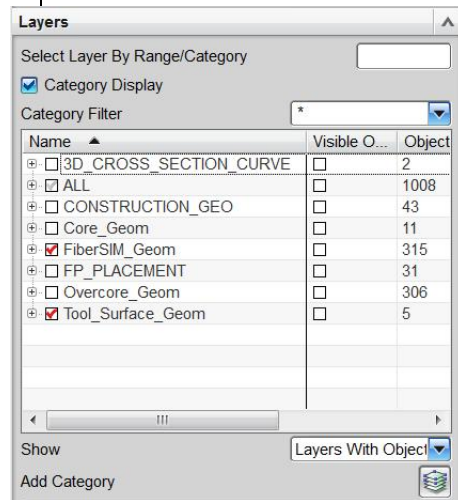 Layers
Select Layer By Range/Category
Category Display
Category Filter *
Name Visible O... Object
3D_CROSS_SECTION_CURVE 2
ALL 1008
CONSTRUCTION_GEO 43
Core_Geom 11
FiberSIM_Geom 315
FP_PLACEMENT 31
Overcore_Geom 306
Tool_Surface_Geom 5
Show Layers With Object
Add Category